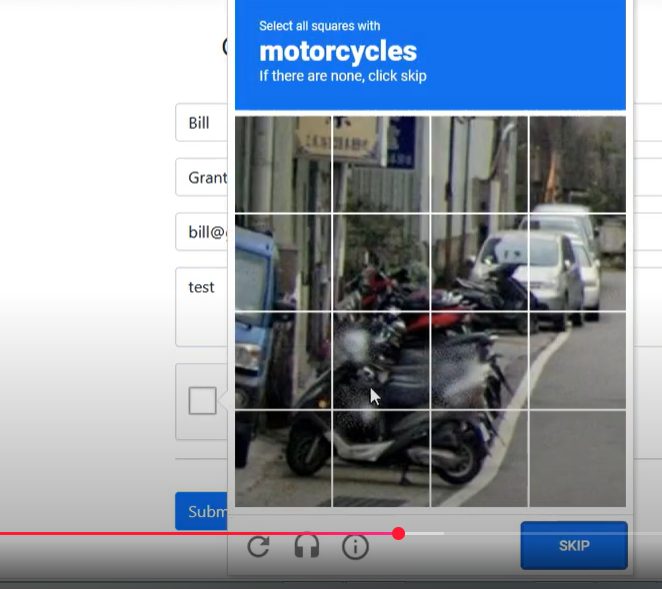 Select all squares with
motorcycles
If there are none, click skip
Bill
Grant
bill@
test
Subm
SKIP